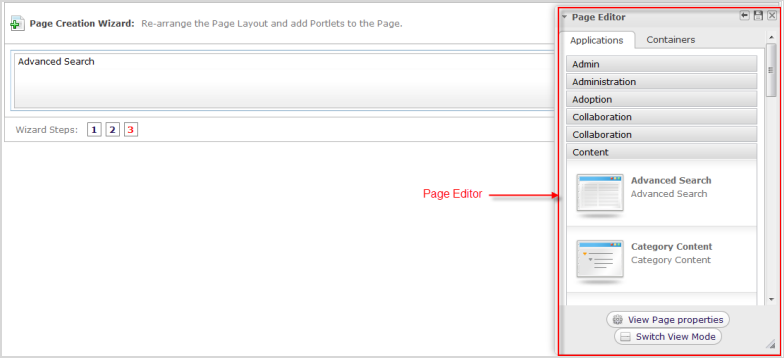 Page Creation Wizard: Re-arrange the Page Layout and add Portlets to the Page.
Advanced Search
Wizard Steps: 1 2 3
Page Editor
Page Editor
Applications Containers
Admin
Administration
Adoption
Collaboration
Collaboration
Content
Advanced Search
Advanced Search
Category Content
Category Content
View Page properties
Switch View Mode